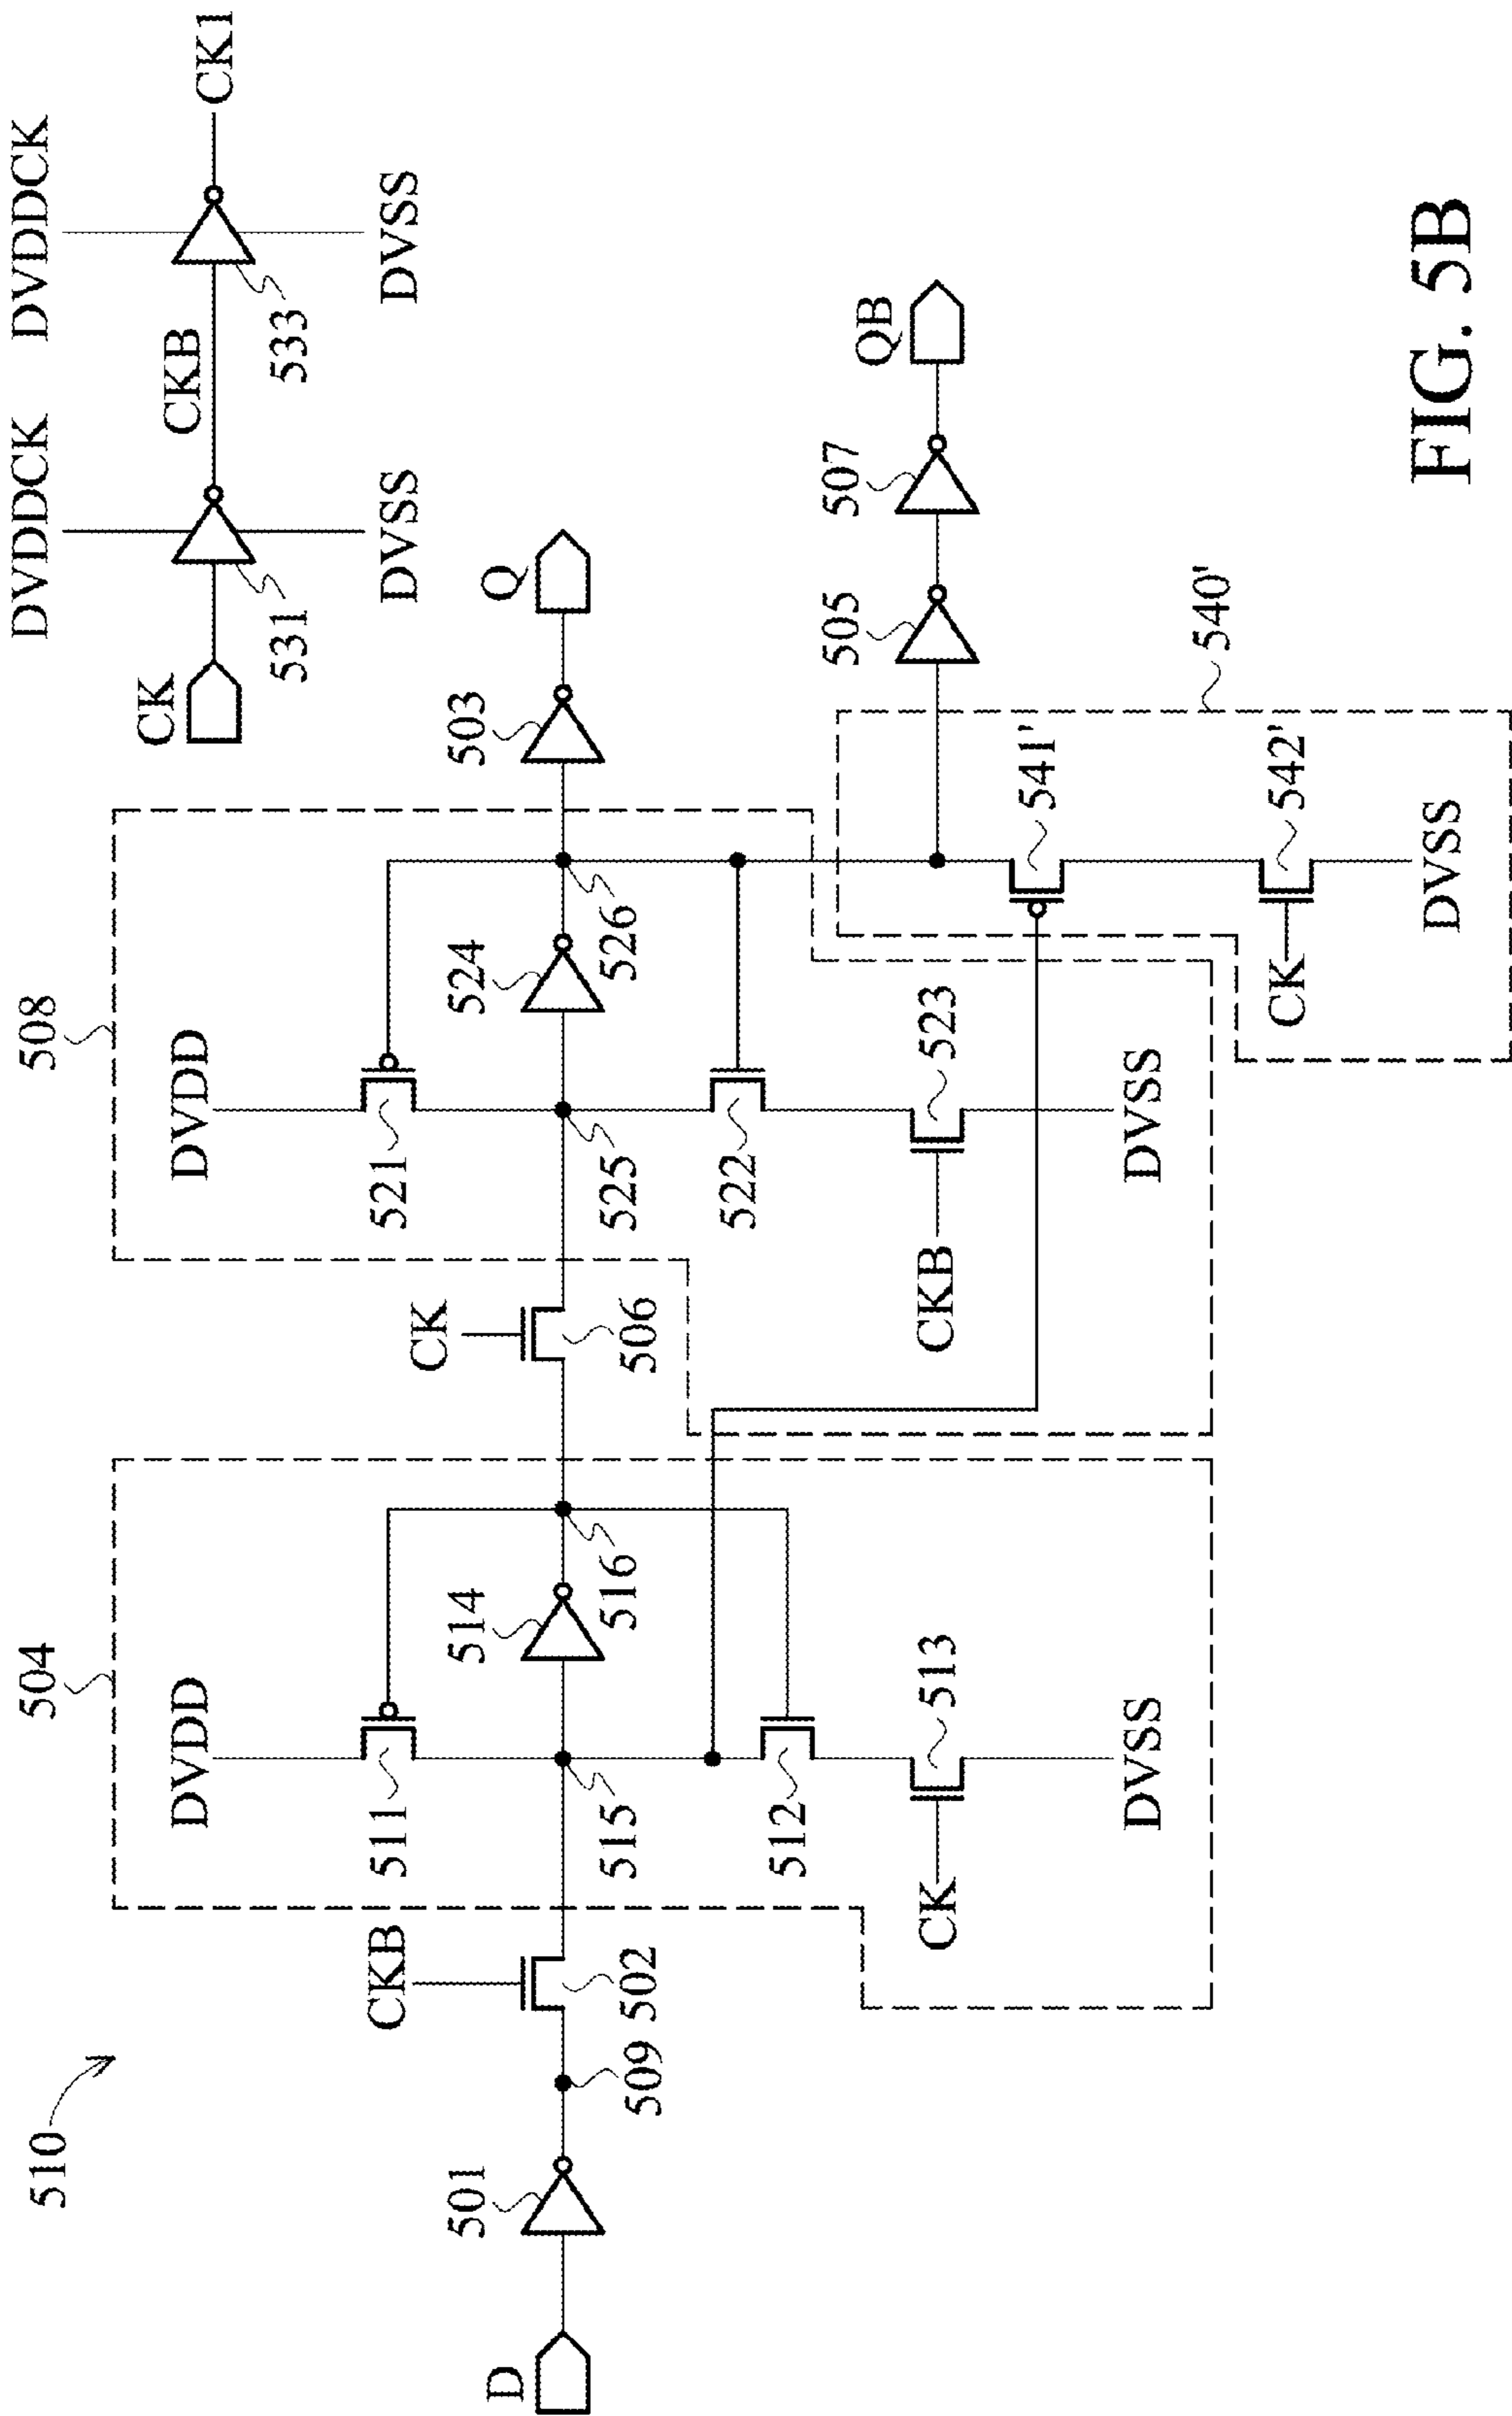 510
504
508
DVDDCK
DVDDCK
CK
CKB
CK1
531
533
DVSS
DVSS
DVDD
DVDD
511
521
CKB
CK
514
524
503
Q
D
501
509
502
515
516
506
525
526
512
522
513
523
CK
CKB
DVSS
DVSS
505
507
QB
541'
542'
CK
DVSS
540'
FIG. 5B